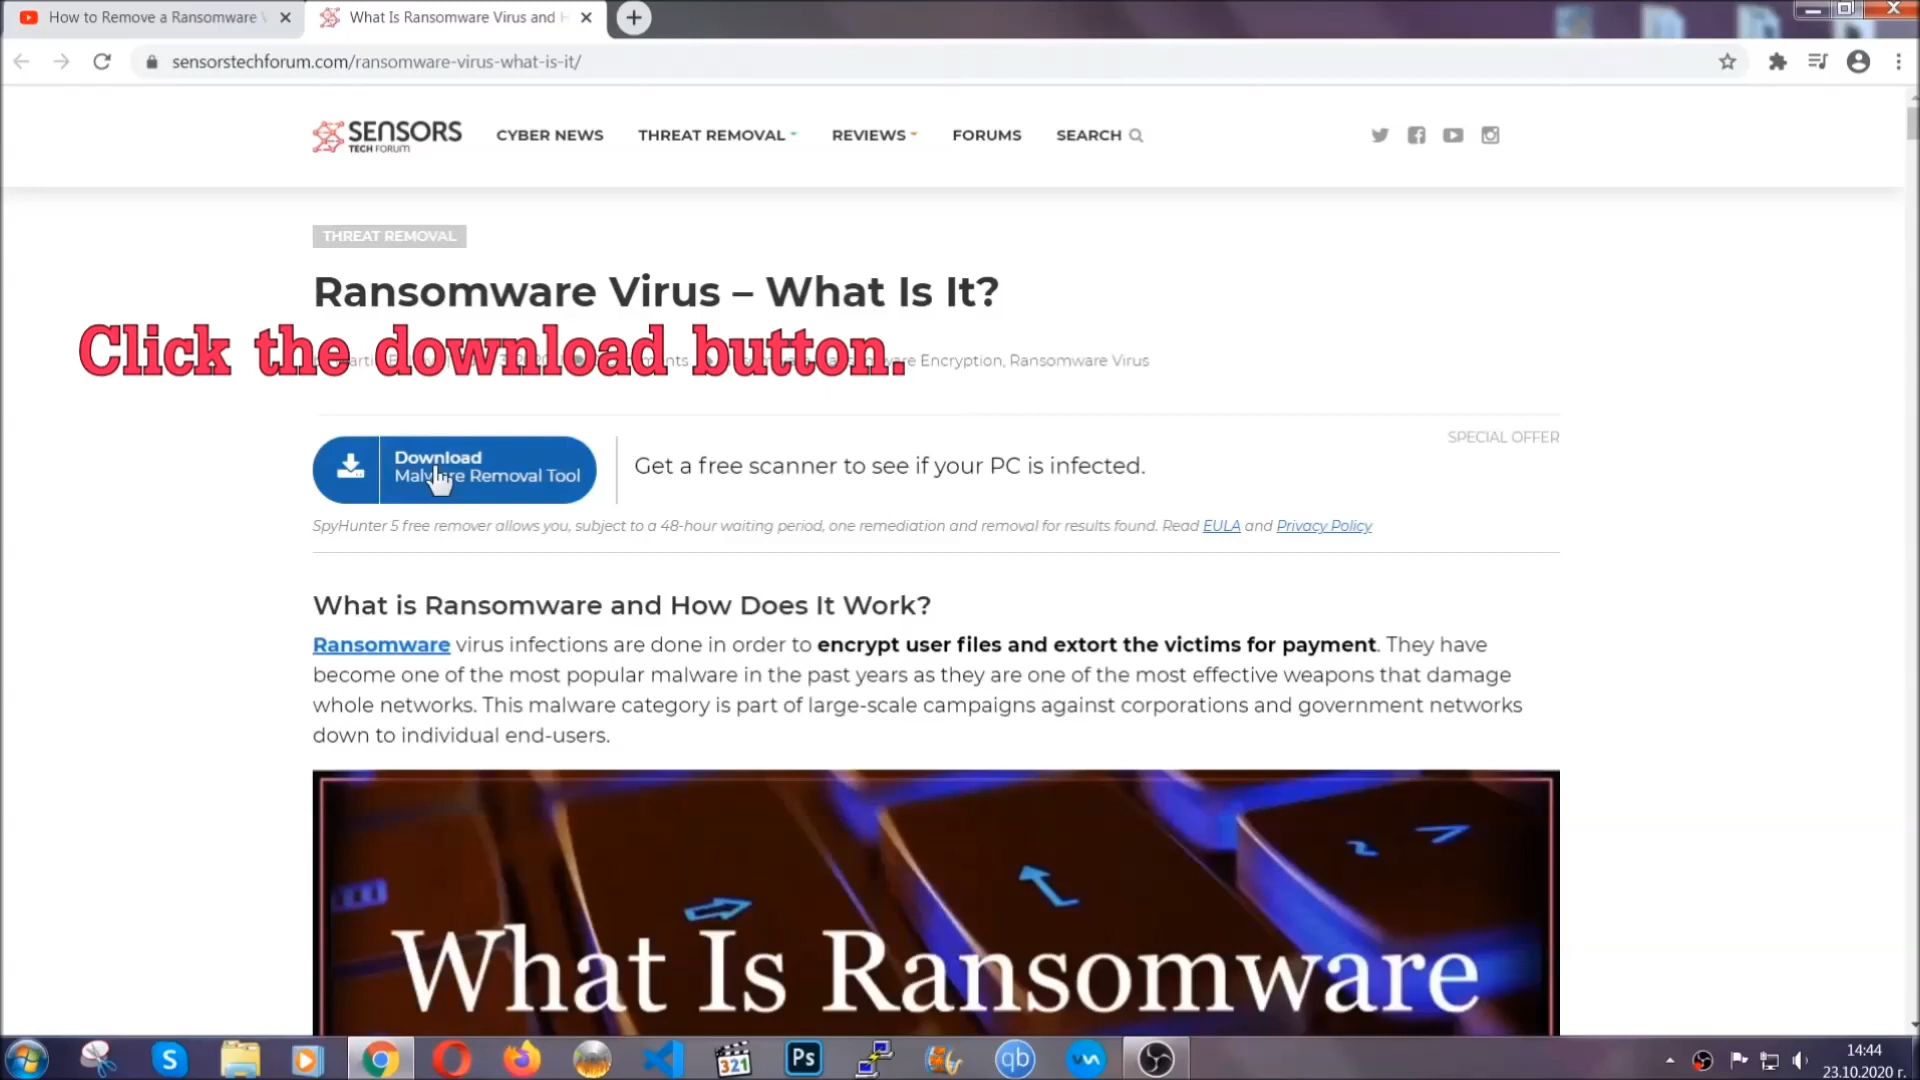 How to Remove a Ransomware V
What Is Ransomware Virus and H
sensorstechforum.com/ransomware-virus-what-is-it/
SENSORS
TECH FORUM
CYBER NEWS
THREAT REMOVAL
REVIEWS
FORUMS
SEARCH
THREAT REMOVAL
Ransomware Virus – What Is It?
Click the download button.
Encryption, Ransomware Virus
SPECIAL OFFER
Download
Malware Removal Tool
Get a free scanner to see if your PC is infected.
SpyHunter 5 free remover allows you, subject to a 48-hour waiting period, one remediation and removal for results found. Read EULA and Privacy Policy
What is Ransomware and How Does It Work?
Ransomware virus infections are done in order to encrypt user files and extort the victims for payment. They have
become one of the most popular malware in the past years as they are one of the most effective weapons that damage
whole networks. This malware category is part of large-scale campaigns against corporations and government networks
down to individual end-users.
What Is Ransomware
S
321
Ps
qb
14:44
23.10.2020 г.